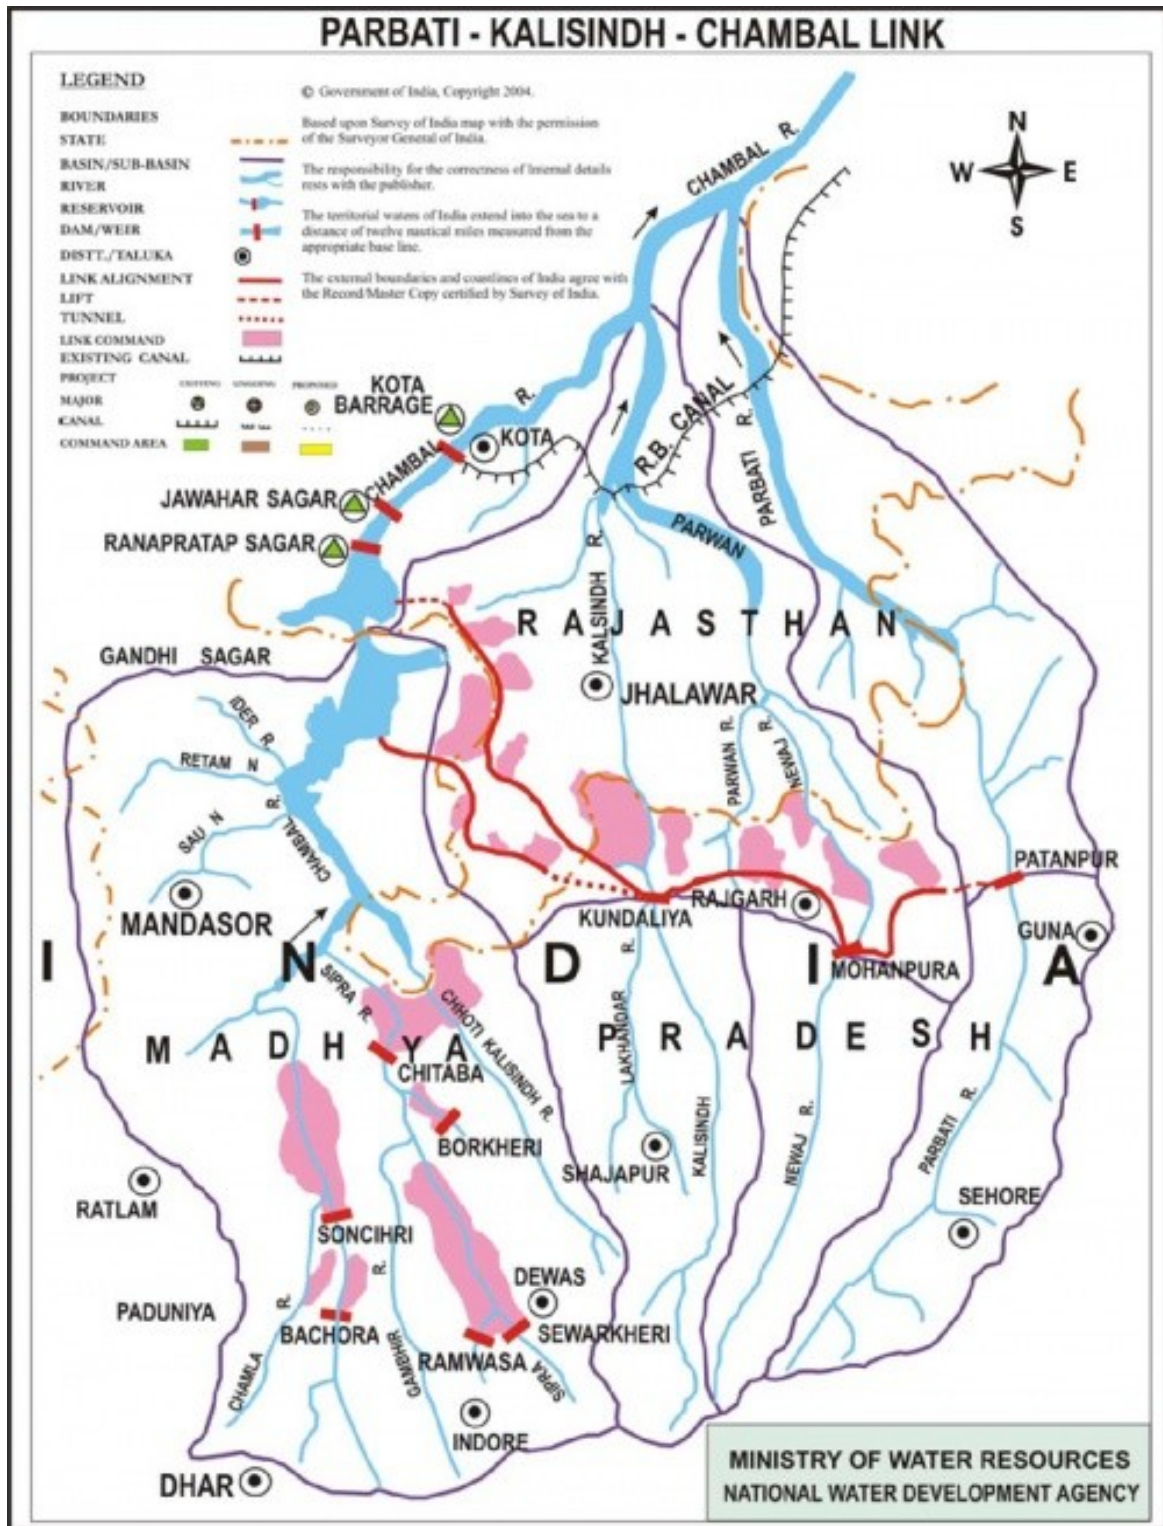 PARBATI - KALISINDH - CHAMBAL LINK
LEGEND
BOUNDARIES
STATE
BASIN/SUB-BASIN
RIVER
RESERVOIR
DAM/WEIR
DISTT./TALUKA
LINK ALIGNMENT
LIFT
TUNNEL
LINK COMMAND
EXISTING CANAL
PROJECT
EXISTING ONGOING PROPOSED
MAJOR
CANAL
COMMAND AREA
© Government of India, Copyright 2004.
Based upon Survey of India map with the permission
of the Surveyor General of India.
The responsibility for the correctness of Internal details
rests with the publisher.
The territorial waters of India extend into the sea to a
distance of twelve nautical miles measured from the
appropriate base line.
The external boundaries and coastlines of India agree with
the Record/Master Copy certified by Survey of India.
N
W E
S
CHAMBAL R.
KOTA
BARRAGE
R.
KOTA
CHAMBAL
R.B. CANAL
PARBATI R.
JAWAHAR SAGAR
RANAPRATAP SAGAR
PARWAN
KALSINDH R.
RAJASTHAN
GANDHI SAGAR
JHALAWAR
IDER R.
RETAM N
SAU N
CHAMBAL R.
PARWAN R.
NEWAJ R.
MANDASOR
PATANPUR
RAJGARH
KUNDALIYA
GUNA
MOHANPURA
I N D I A
SIPRA R.
CHHOTI KALISINDH R.
LAKHANDAR R.
MADHYA PRADESH
CHITABA
BORKHERI
KALISINDH
NEWAJ R.
PARBATI R.
SHAJAPUR
RATLAM
SEHORE
SONCIHRI
DEWAS
PADUNIYA
BACHORA
SEWARKHERI
RAMWASA
CHAMLA R.
GAMBHIR R.
SIPRA
INDORE
DHAR
MINISTRY OF WATER RESOURCES
NATIONAL WATER DEVELOPMENT AGENCY